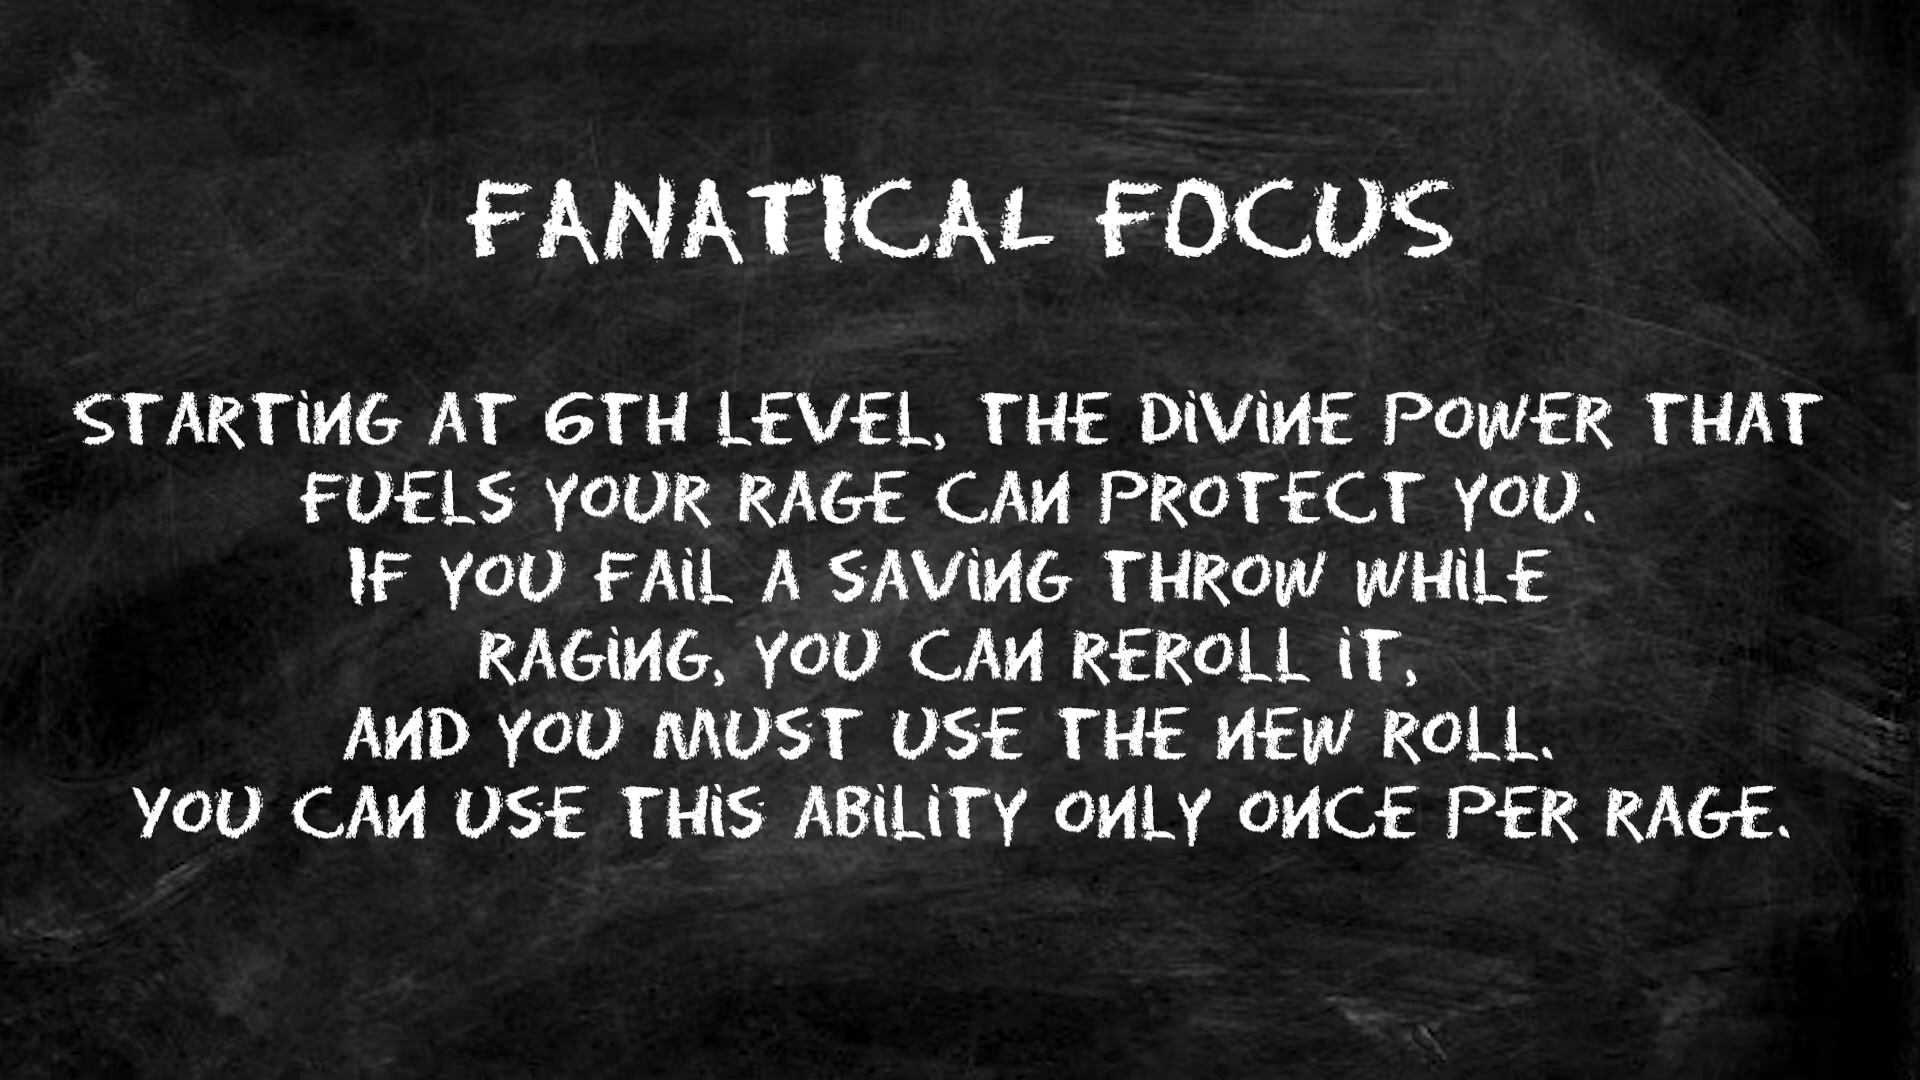 FANATICAL FOCUS
STARTING AT 6TH LEVEL, THE DIVINE POWER THAT
FUELS YOUR RAGE CAN PROTECT YOU.
IF YOU FAIL A SAVING THROW WHILE
RAGING, YOU CAN REROLL IT,
AND YOU MUST USE THE NEW ROLL.
YOU CAN USE THIS ABILITY ONLY ONCE PER RAGE.